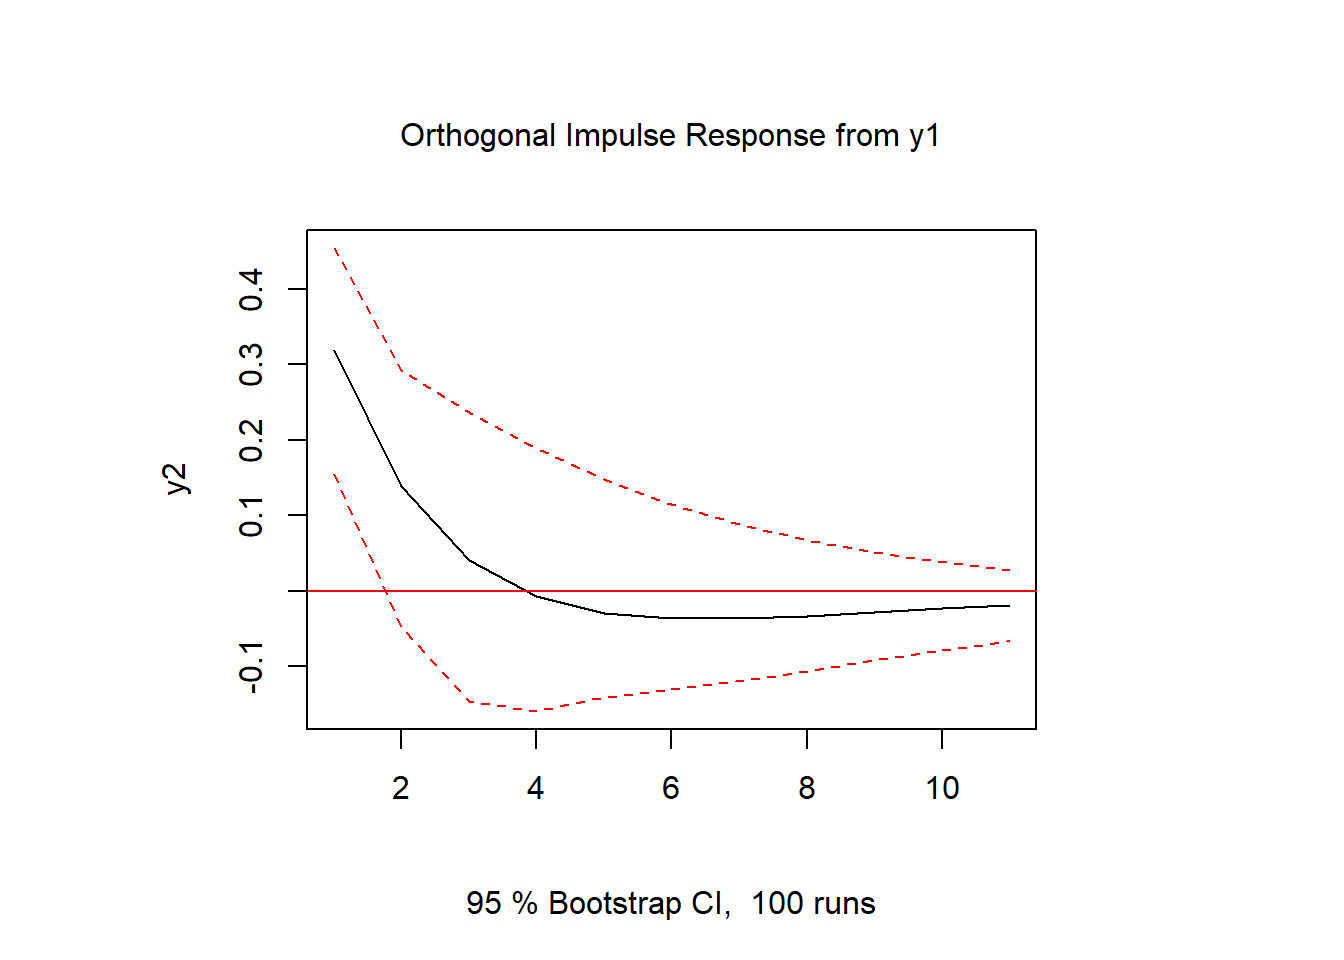 Orthogonal Impulse Response from y1
y2
0.4
0.3
0.2
0.1
-0.1
2 4 6 8 10
95 % Bootstrap CI,  100 runs